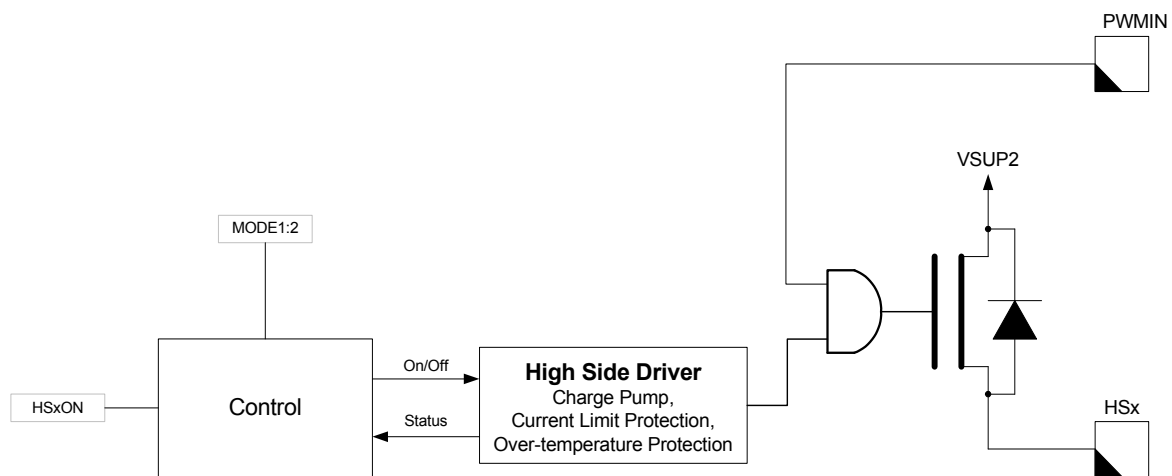 PWMIN
VSUP2
MODE1:2
On/Off
High Side Driver
Charge Pump,
Current Limit Protection,
Over-temperature Protection
HSxON
Control
Status
HSx